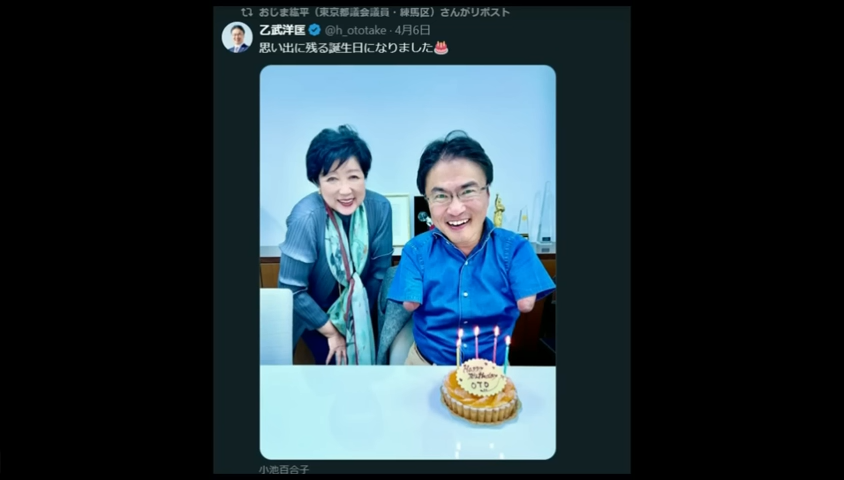 おじま紘平（東京都議会議員・練馬区）さんがリポスト
乙武洋匡 @h_ototake · 4月6日
思い出に残る誕生日になりました🎂
Happy
Birthday
OTO
小池百合子